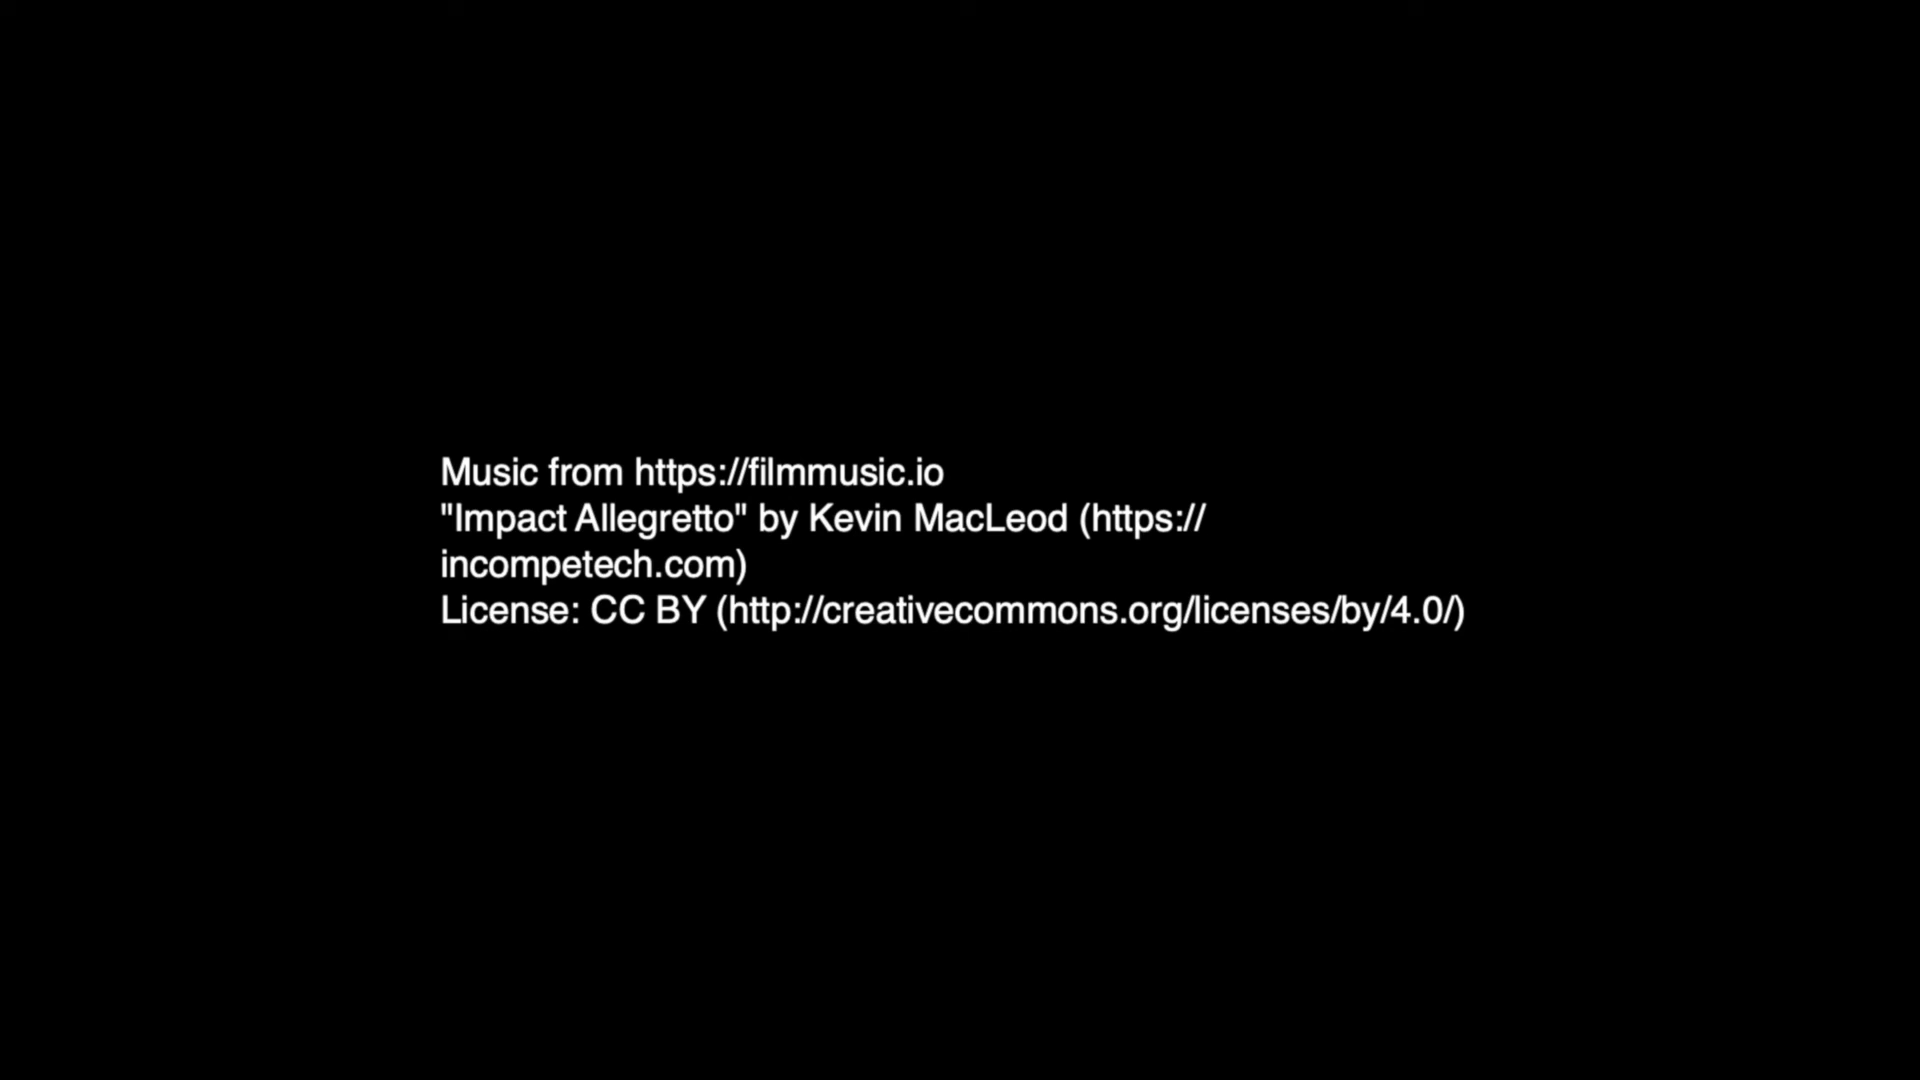 Music from https://filmmusic.io
"Impact Allegretto" by Kevin MacLeod (https://
incompetech.com)
License: CC BY (http://creativecommons.org/licenses/by/4.0/)